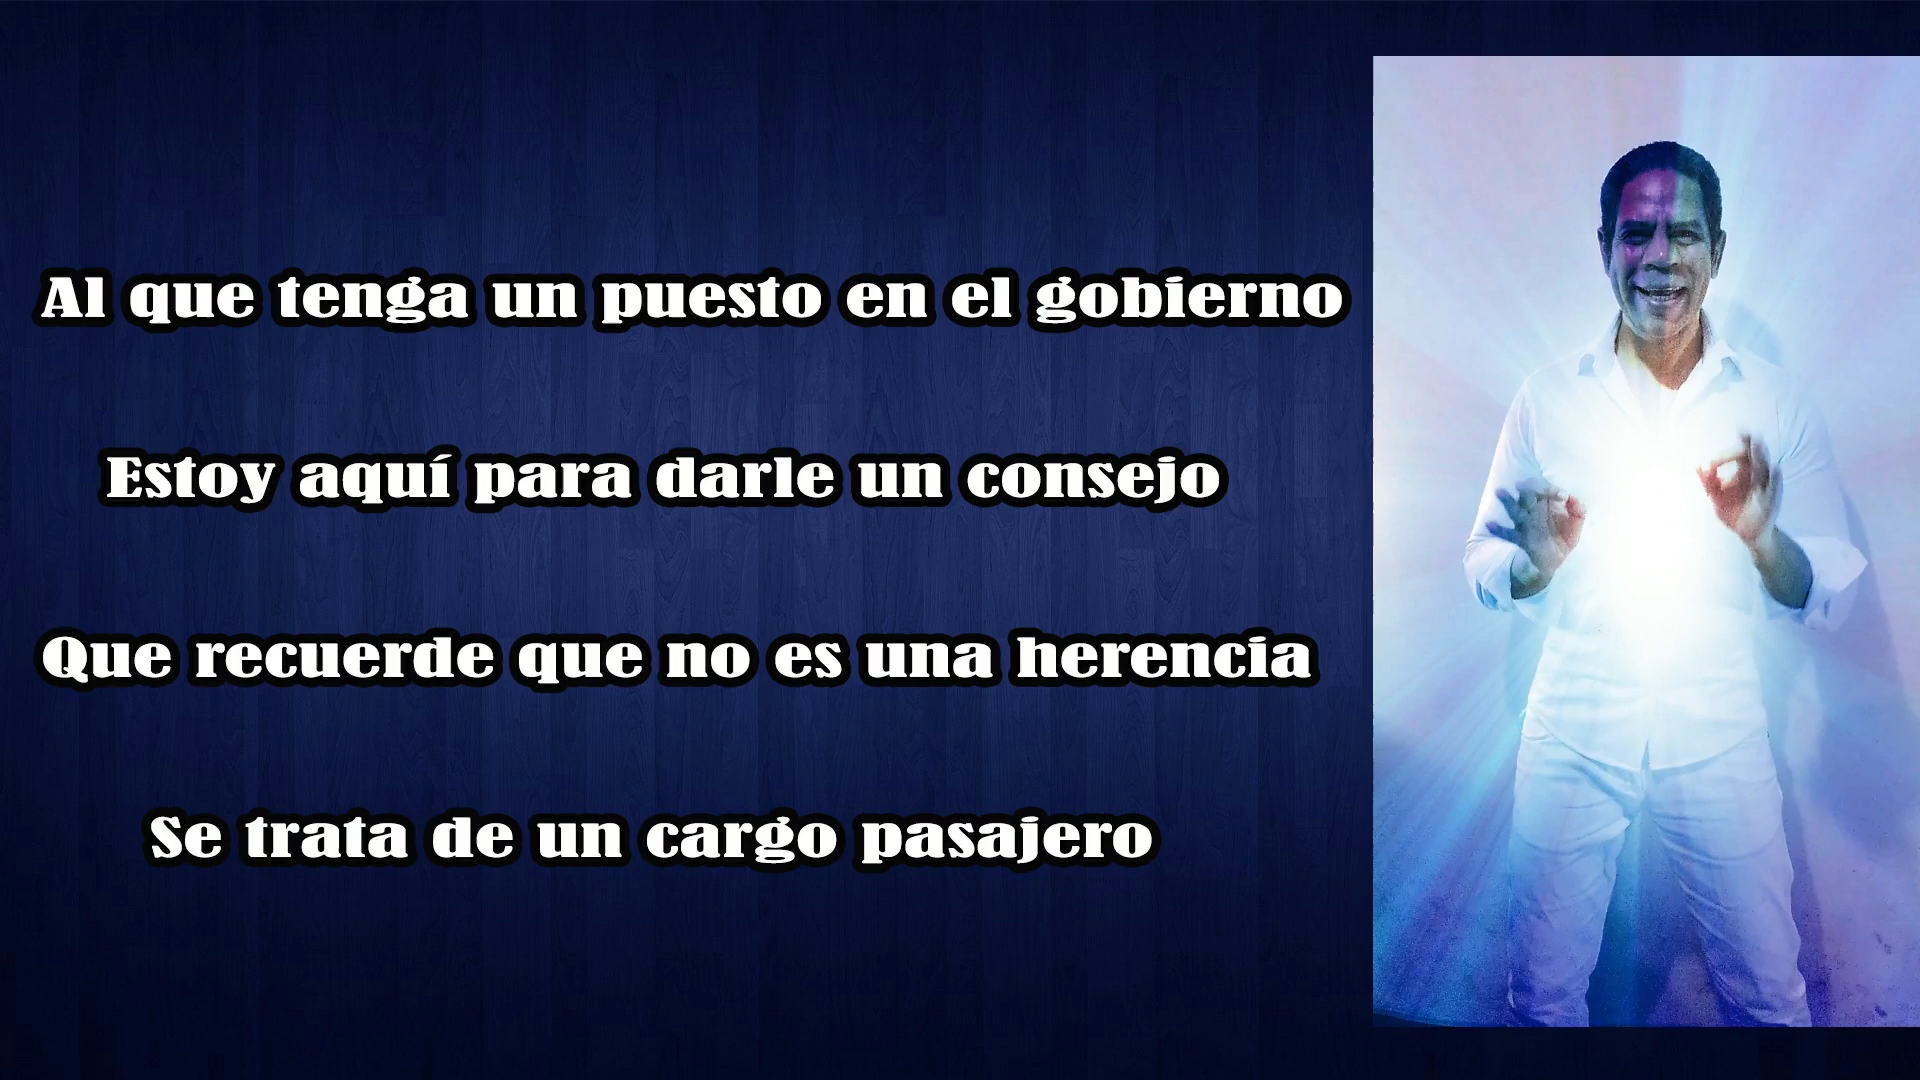 Al que tenga un puesto en el gobierno
Estoy aquí para darle un consejo
Que recuerde que no es una herencia
Se trata de un cargo pasajero